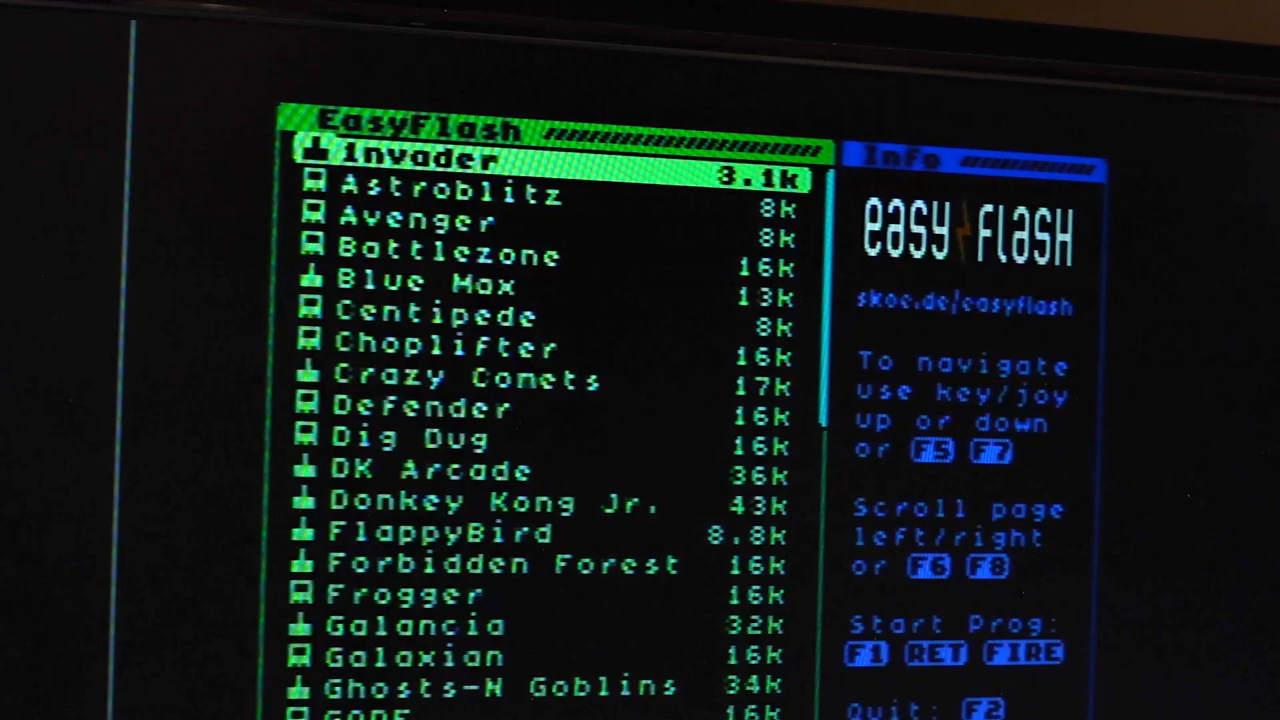 EasyFlash
1nvader 3.1k
Astroblitz 8k
Avenger 8k
Battlezone 16k
Blue Max 13k
Centipede 8k
Choplifter 16k
Crazy Comets 17k
Defender 16k
Dig Dug 16k
DK Arcade 36k
Donkey Kong Jr. 43k
FlappyBird 8.8k
Forbidden Forest 16k
Frogger 16k
Galancia 32k
Galaxian 16k
Ghosts-N Goblins 34k
16k
Info
easy flash
skoe.de/easyflash
To navigate
use key/joy
up or down
or F5 F7
Scroll page
left/right
or F6 F8
Start Prog:
F1 RET FIRE
Quit: F2